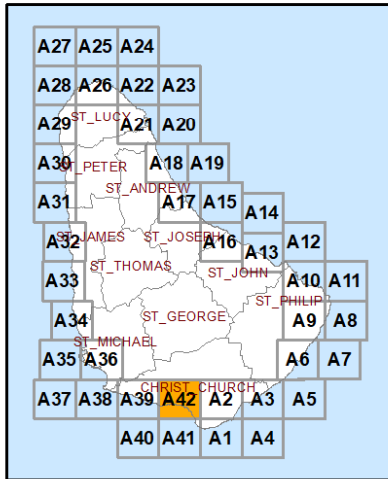 A27 A25 A24
A28 A26 A22 A23
A29 ST_LUCY A21 A20
A30 ST_PETER A18 A19
ST_ANDREW
A31 A17 A15 A14
A32 ST_JAMES ST_JOSEPH A16 A13 A12
A33 ST_THOMAS ST_JOHN A10 A11
ST_PHILIP
A34 ST_GEORGE A9 A8
ST_MICHAEL
A35 A36 A6 A7
CHRIST_CHURCH
A37 A38 A39 A42 A2 A3 A5
A40 A41 A1 A4